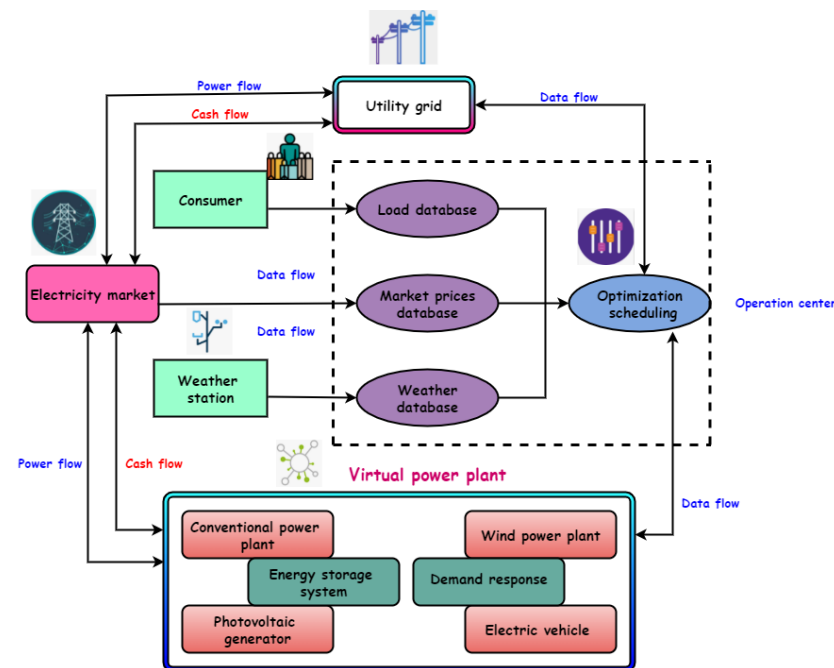 Power flow
Utility grid
Data flow
Cash flow
Consumer
Load database
Data flow
Electricity market
Market prices
database
Optimization
scheduling
Operation center
Data flow
Weather
station
Weather
database
Power flow
Cash flow
Virtual power plant
Data flow
Conventional power
plant
Wind power plant
Energy storage
system
Demand response
Photovoltaic
generator
Electric vehicle